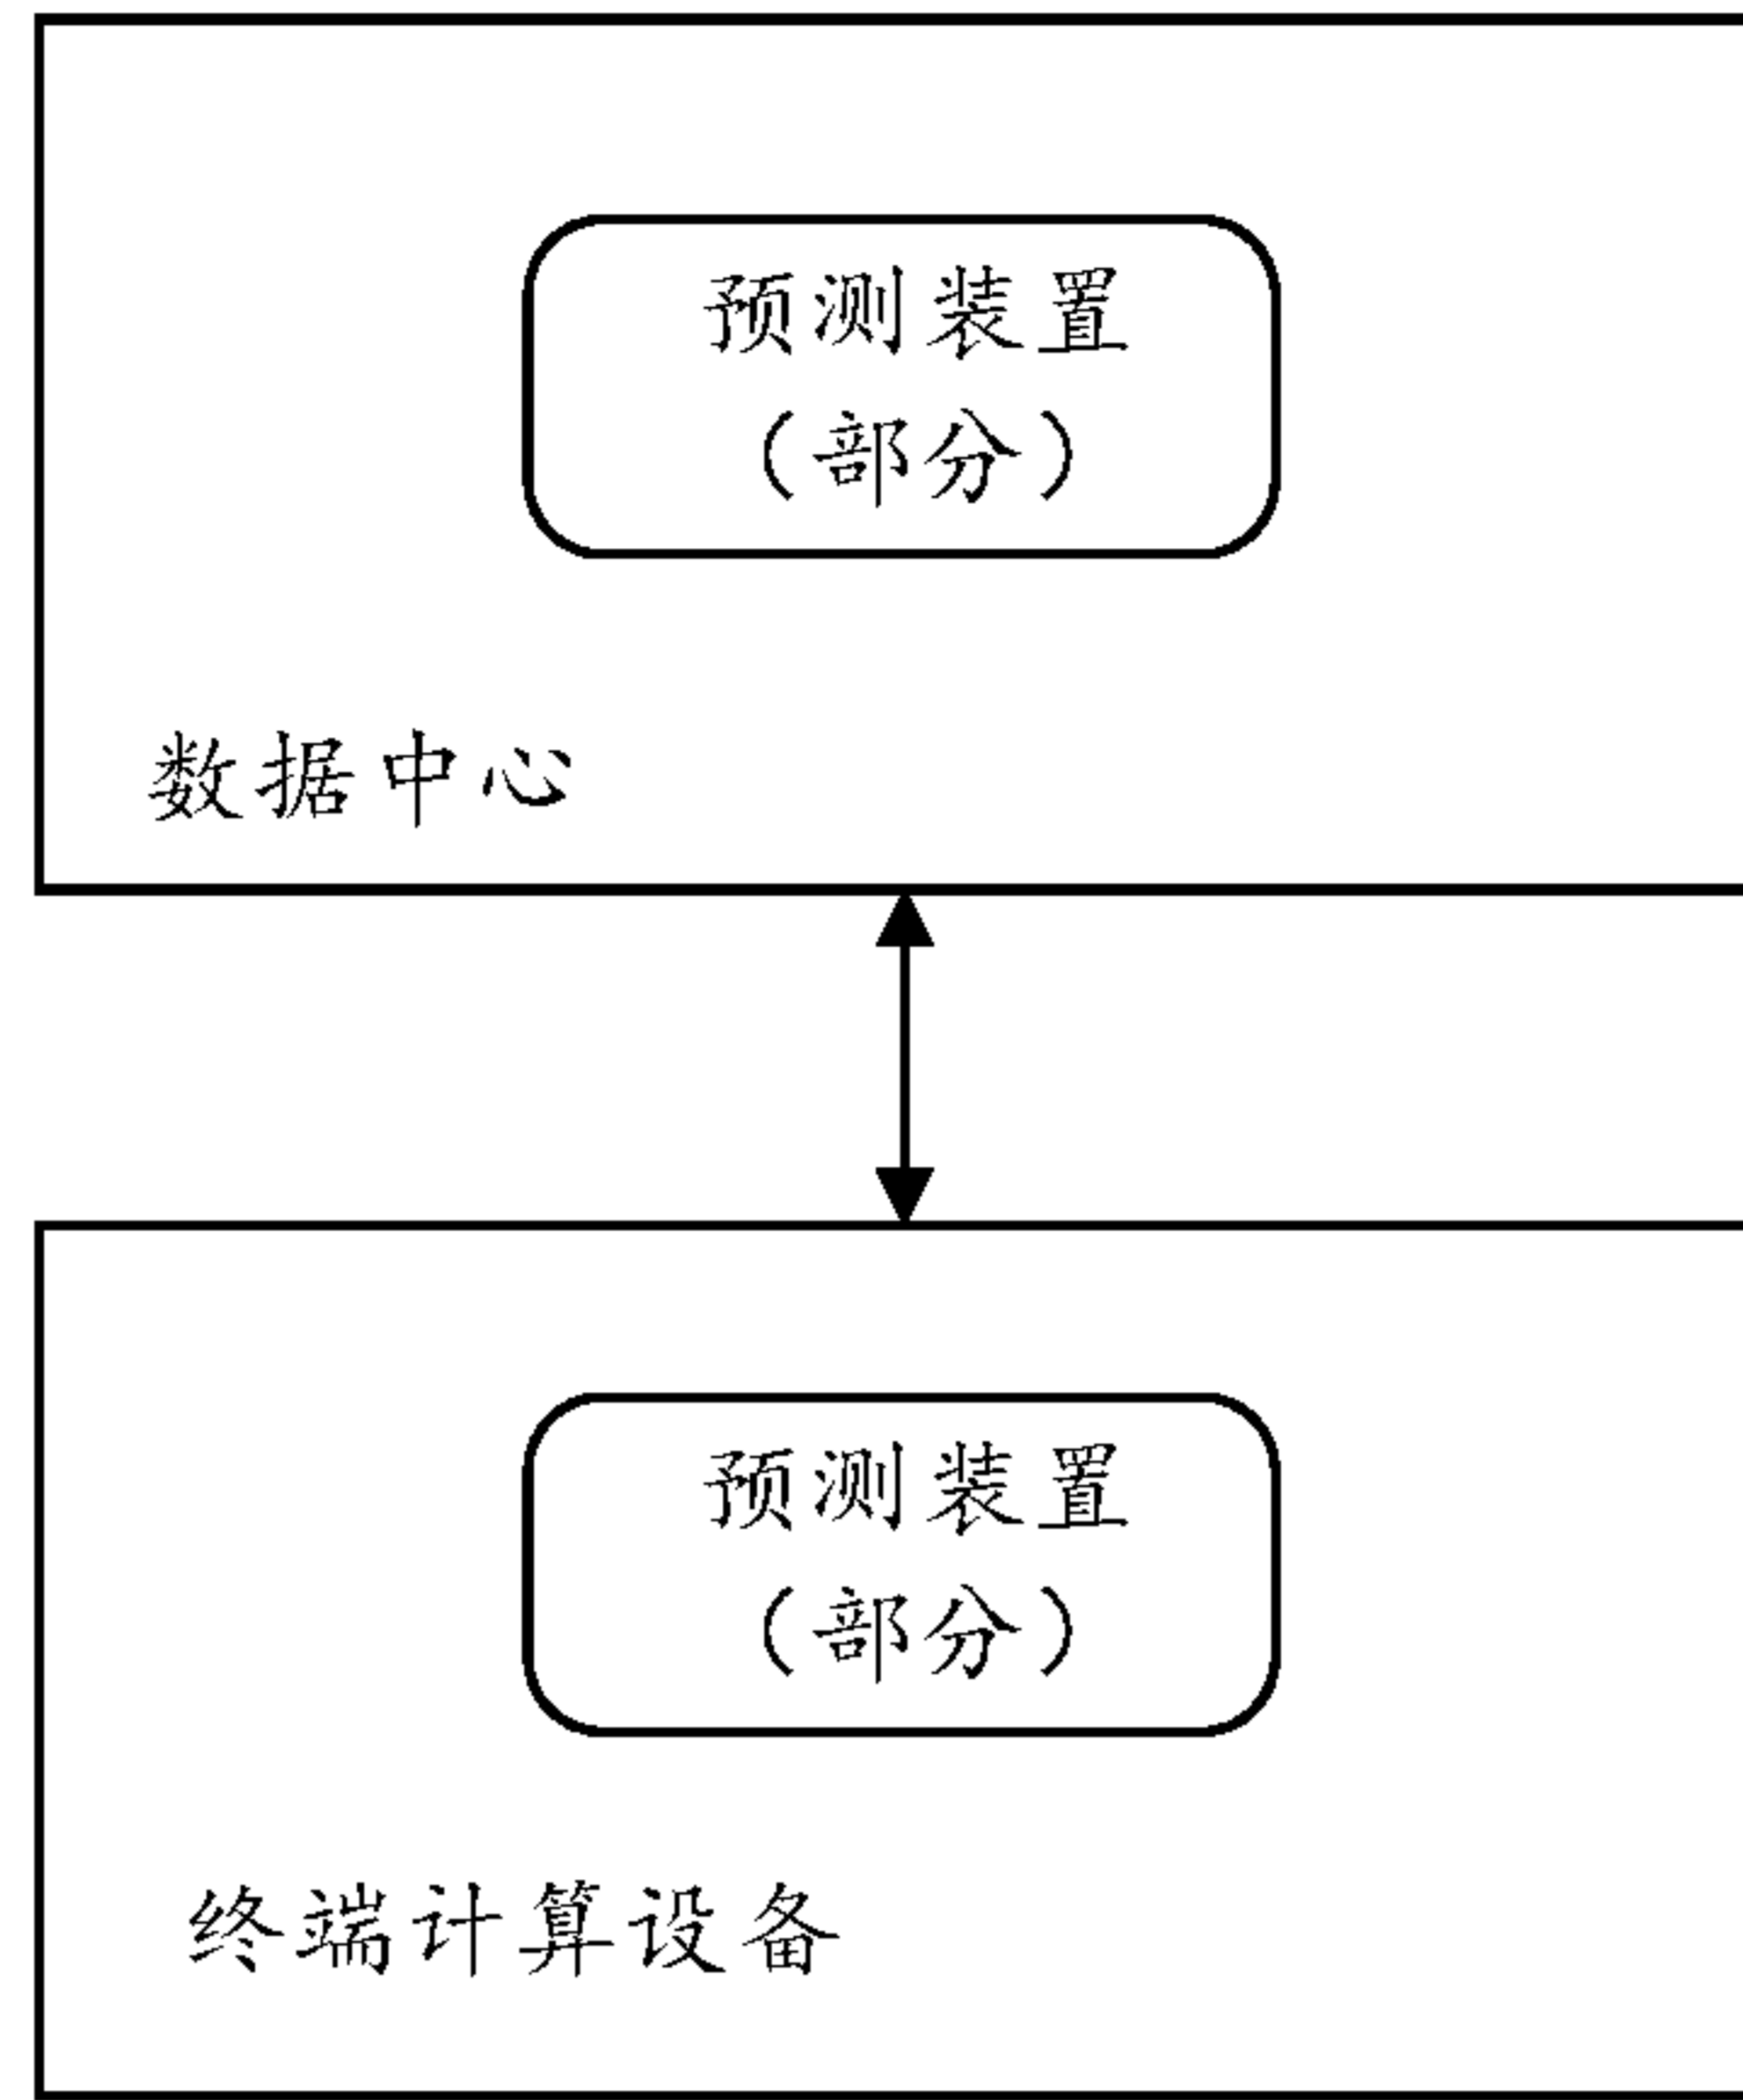 预测装置
（部分）
数据中心
预测装置
（部分）
终端计算设备